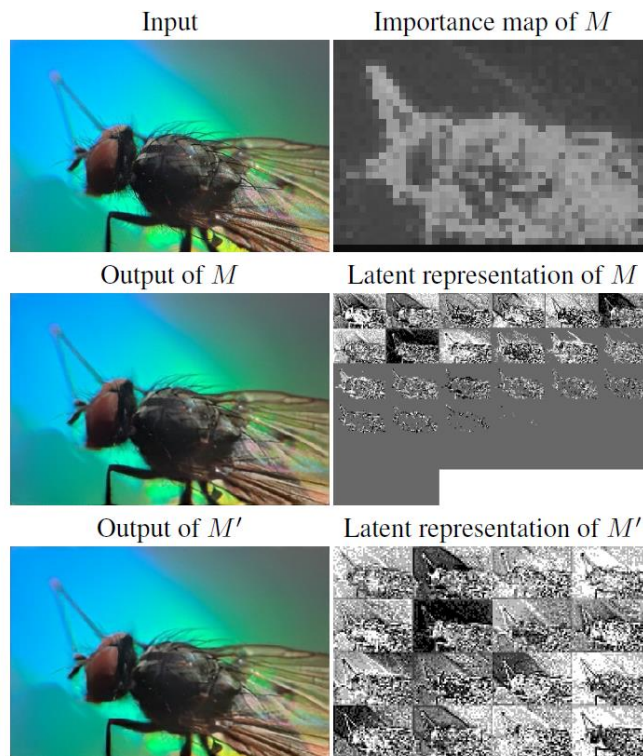 Input
Importance map of M
Output of M
Latent representation of M
Output of M′
Latent representation of M′